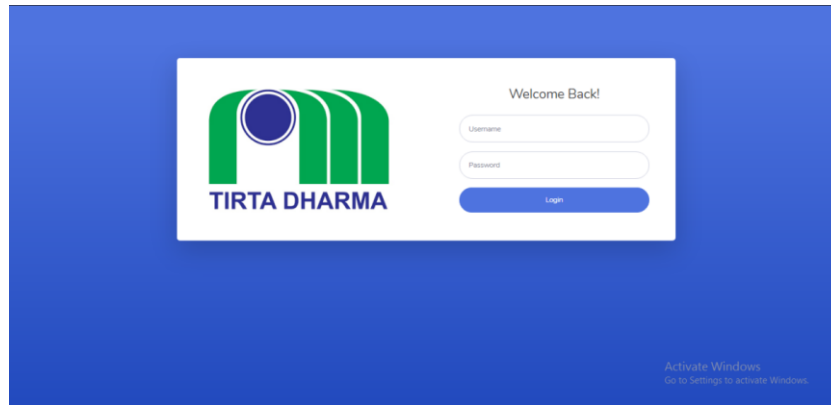 TIRTA DHARMA
Welcome Back!
Username
Password
Login
Activate Windows
Go to Settings to activate Windows.